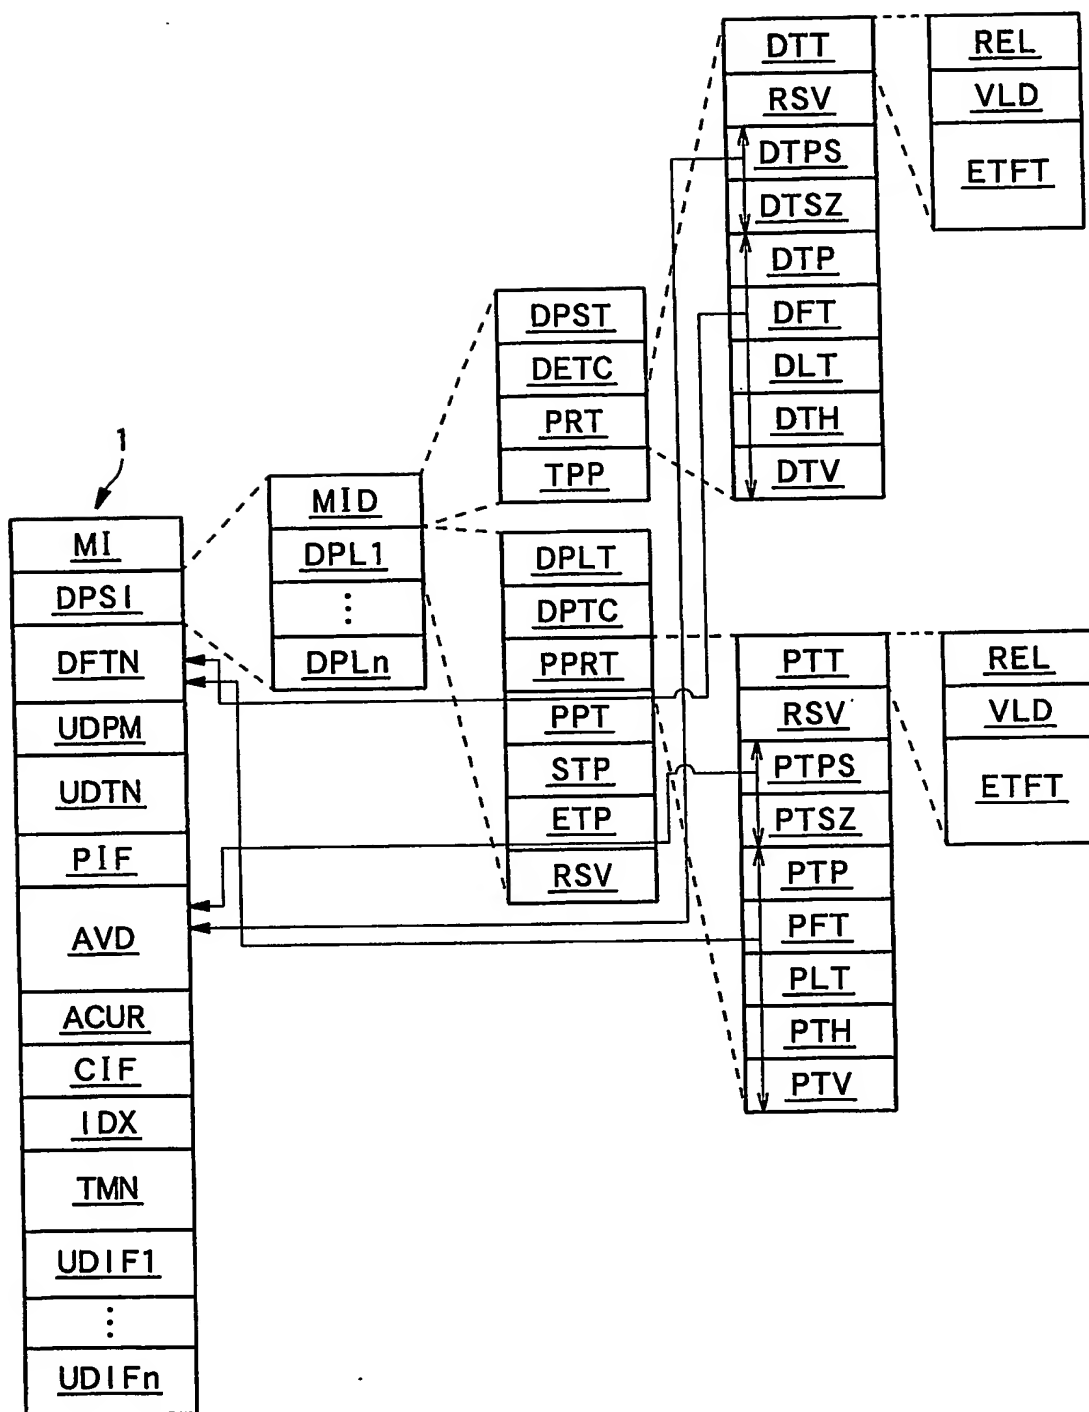 1
MI
DPSI
DFTN
UDPM
UDTN
PIF
AVD
ACUR
CIF
IDX
TMN
UDIF1
⋮
UDIFn
MID
DPL1
⋮
DPLn
DPST
DETC
PRT
TPP
DPLT
DPTC
PPRT
PPT
STP
ETP
RSV
DTT
RSV
DTPS
DTSZ
DTP
DFT
DLT
DTH
DTV
REL
VLD
ETFT
PTT
RSV
PTPS
PTSZ
PTP
PFT
PLT
PTH
PTV
REL
VLD
ETFT